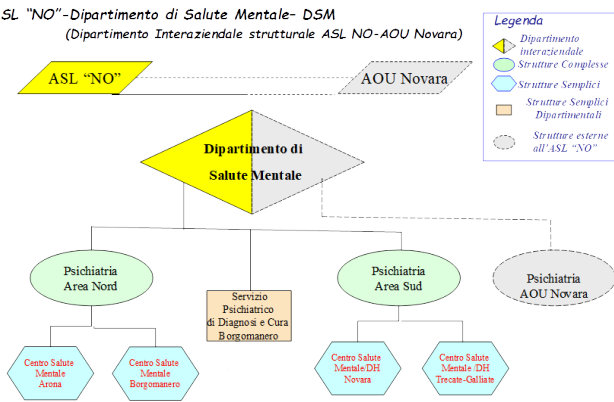 SL “NO”-Dipartimento di Salute Mentale– DSM
(Dipartimento Interaziendale strutturale ASL NO-AOU Novara)
Legenda
Dipartimento
interaziendale
Strutture Complesse
Strutture Semplici
Strutture Semplici
Dipartimentali
Strutture esterne
all’ASL “NO”
ASL “NO”
AOU Novara
Dipartimento di
Salute Mentale
Psichiatria
Area Nord
Servizio
Psichiatrico
di Diagnosi e Cura
Borgomanero
Psichiatria
Area Sud
Psichiatria
AOU Novara
Centro Salute
Mentale
Arona
Centro Salute
Mentale
Borgomanero
Centro Salute
Mentale/DH
Novara
Centro Salute
Mentale /DH
Trecate-Galliate